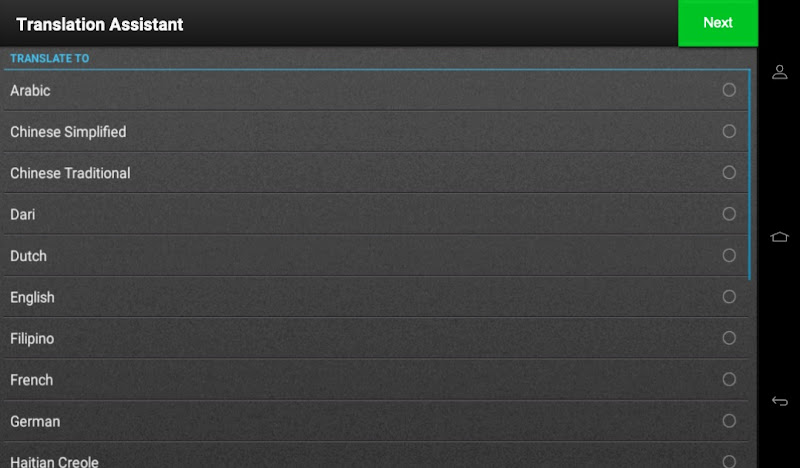 Translation Assistant
Next
TRANSLATE TO
Arabic
Chinese Simplified
Chinese Traditional
Dari
Dutch
English
Filipino
French
German
Haitian Creole